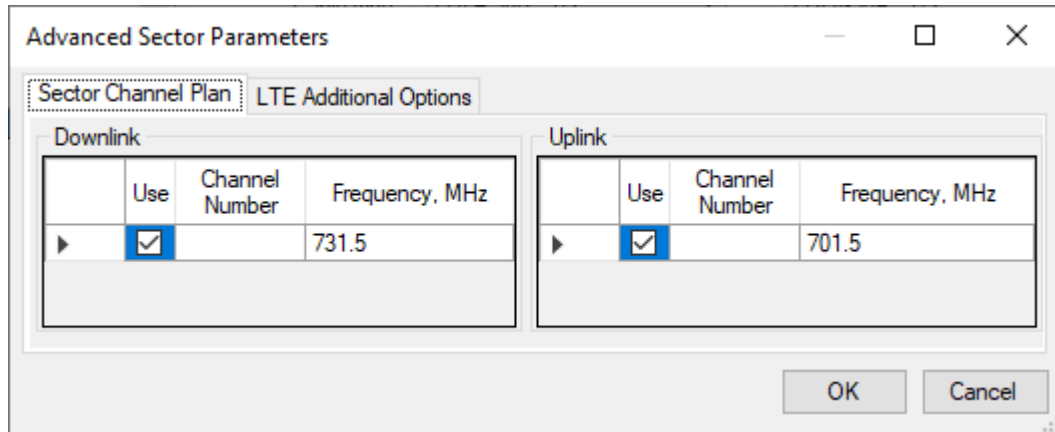 Advanced Sector Parameters
Sector Channel Plan LTE Additional Options
Downlink
Use Channel Number Frequency, MHz
731.5
Uplink
Use Channel Number Frequency, MHz
701.5
OK Cancel